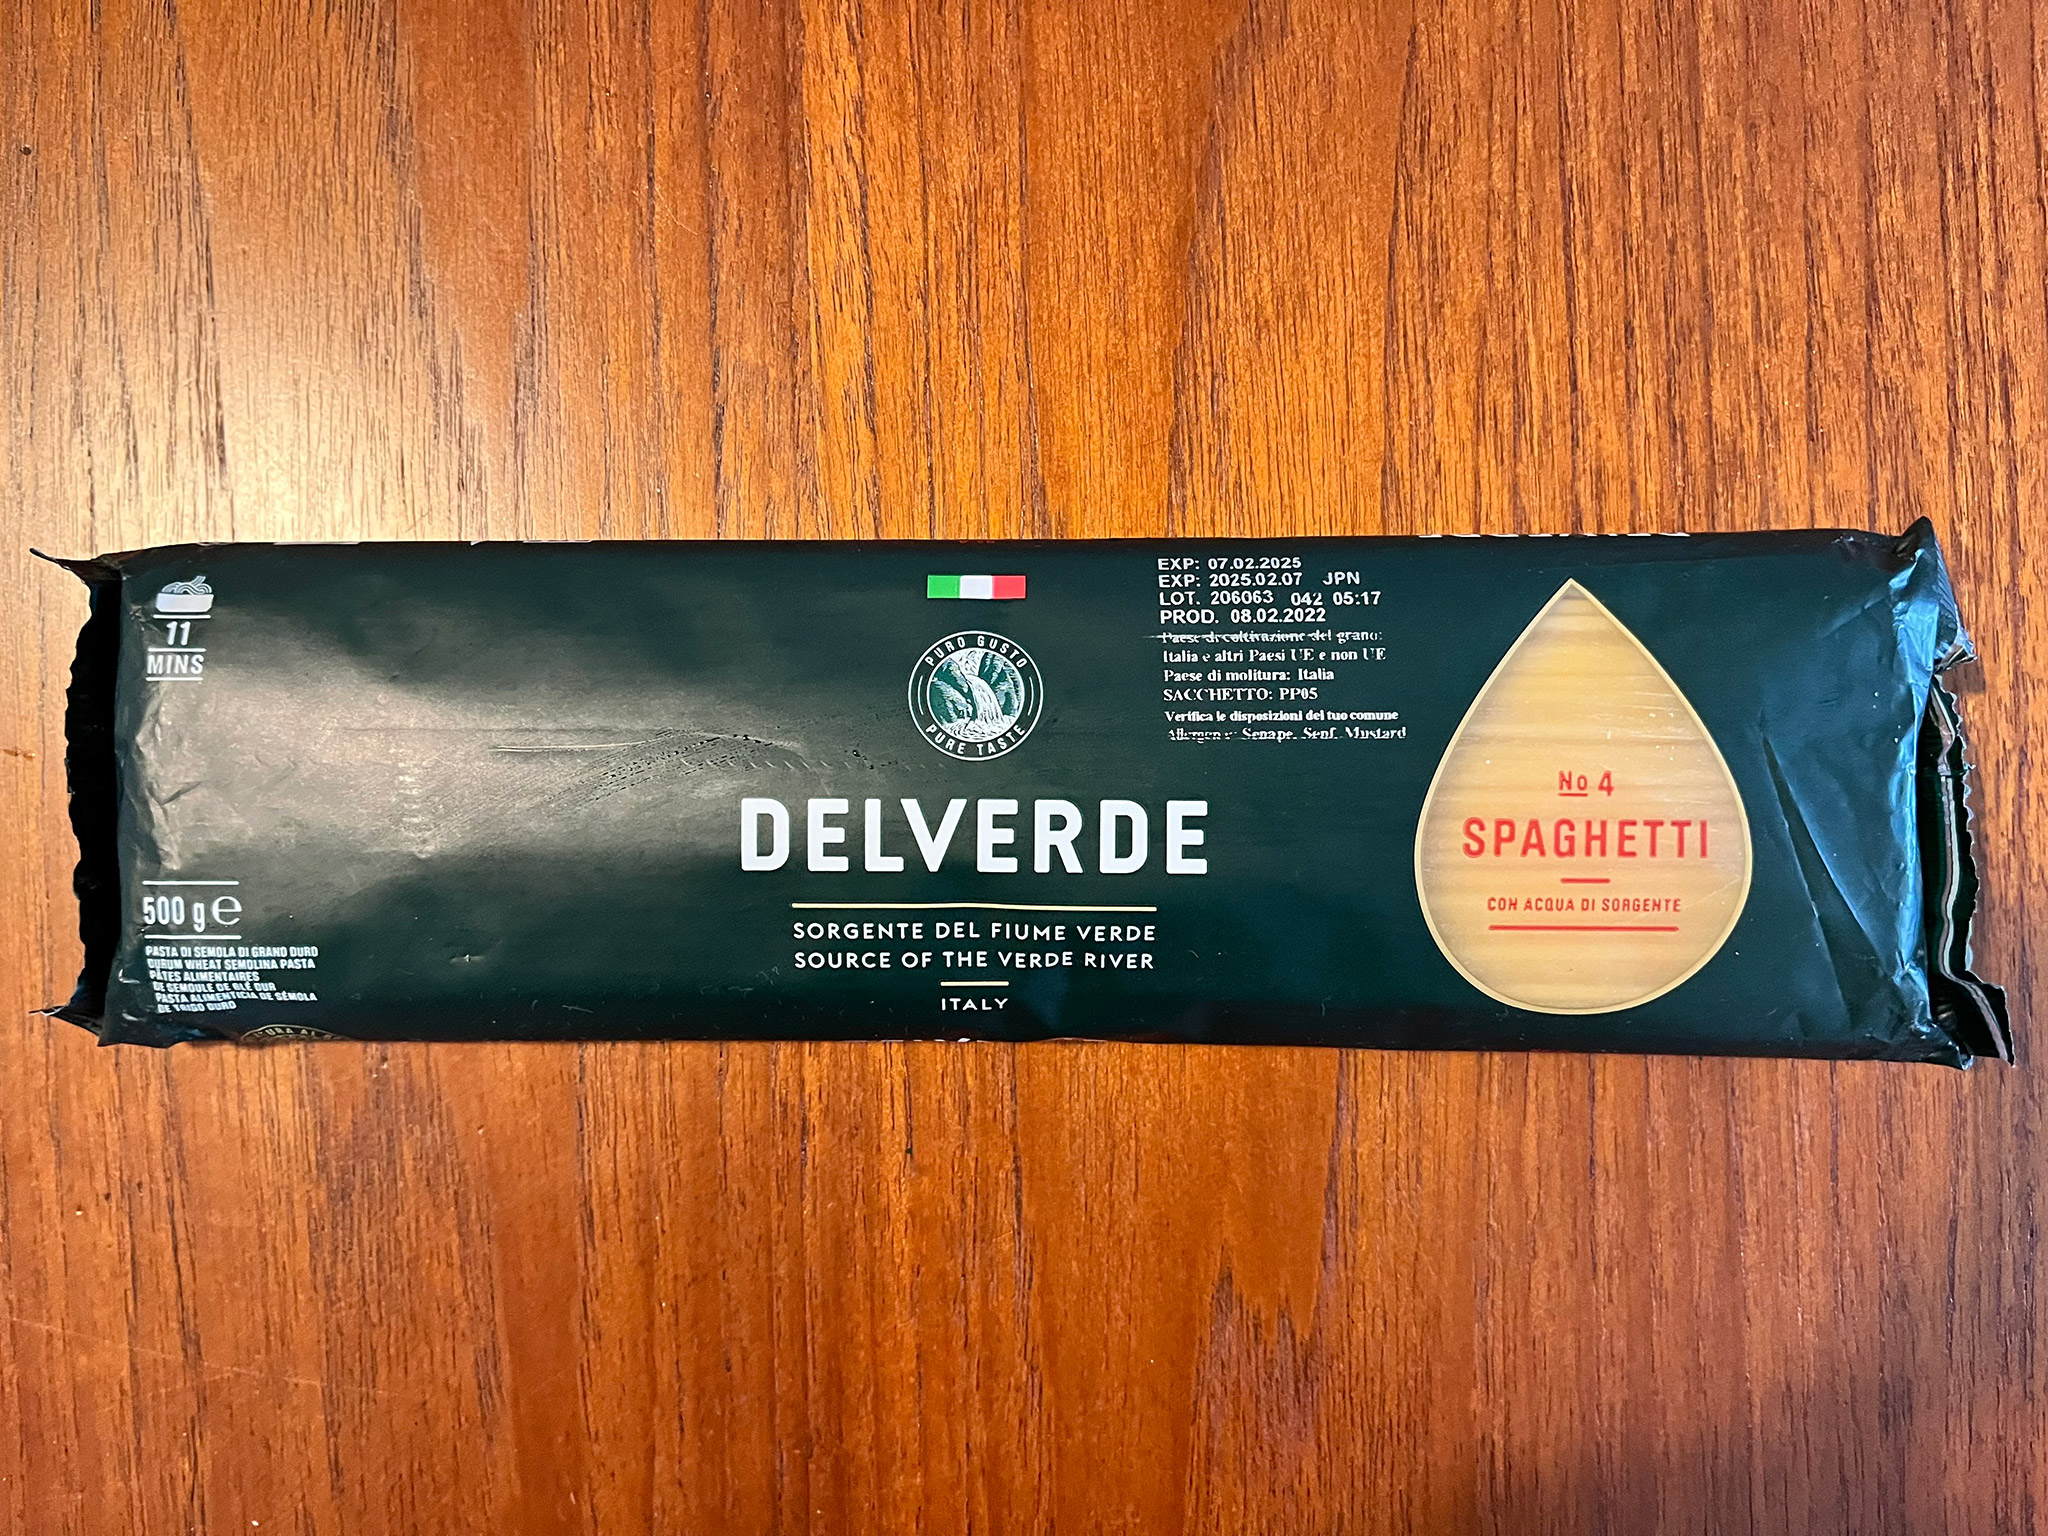 11
MINS
500 g e
PASTA DI SEMOLA DI GRANO DURO
DURUM WHEAT SEMOLINA PASTA
PÂTES ALIMENTAIRES
DE SEMOULE DE BLÉ DUR
PASTA ALIMENTICIA DE SÉMOLA
DE TRIGO DURO
PURO GUSTO
PURE TASTE
DELVERDE
SORGENTE DEL FIUME VERDE
SOURCE OF THE VERDE RIVER
ITALY
EXP: 07.02.2025
EXP: 2025.02.07 JPN
LOT. 206063 042 05:17
PROD. 08.02.2022
Paese di coltivazione del grano:
Italia e altri Paesi UE e non UE
Paese di molitura: Italia
SACCHETTO: PP05
Verifica le disposizioni del tuo comune
Senape, Senf, Mustard
No 4
SPAGHETTI
CON ACQUA DI SORGENTE